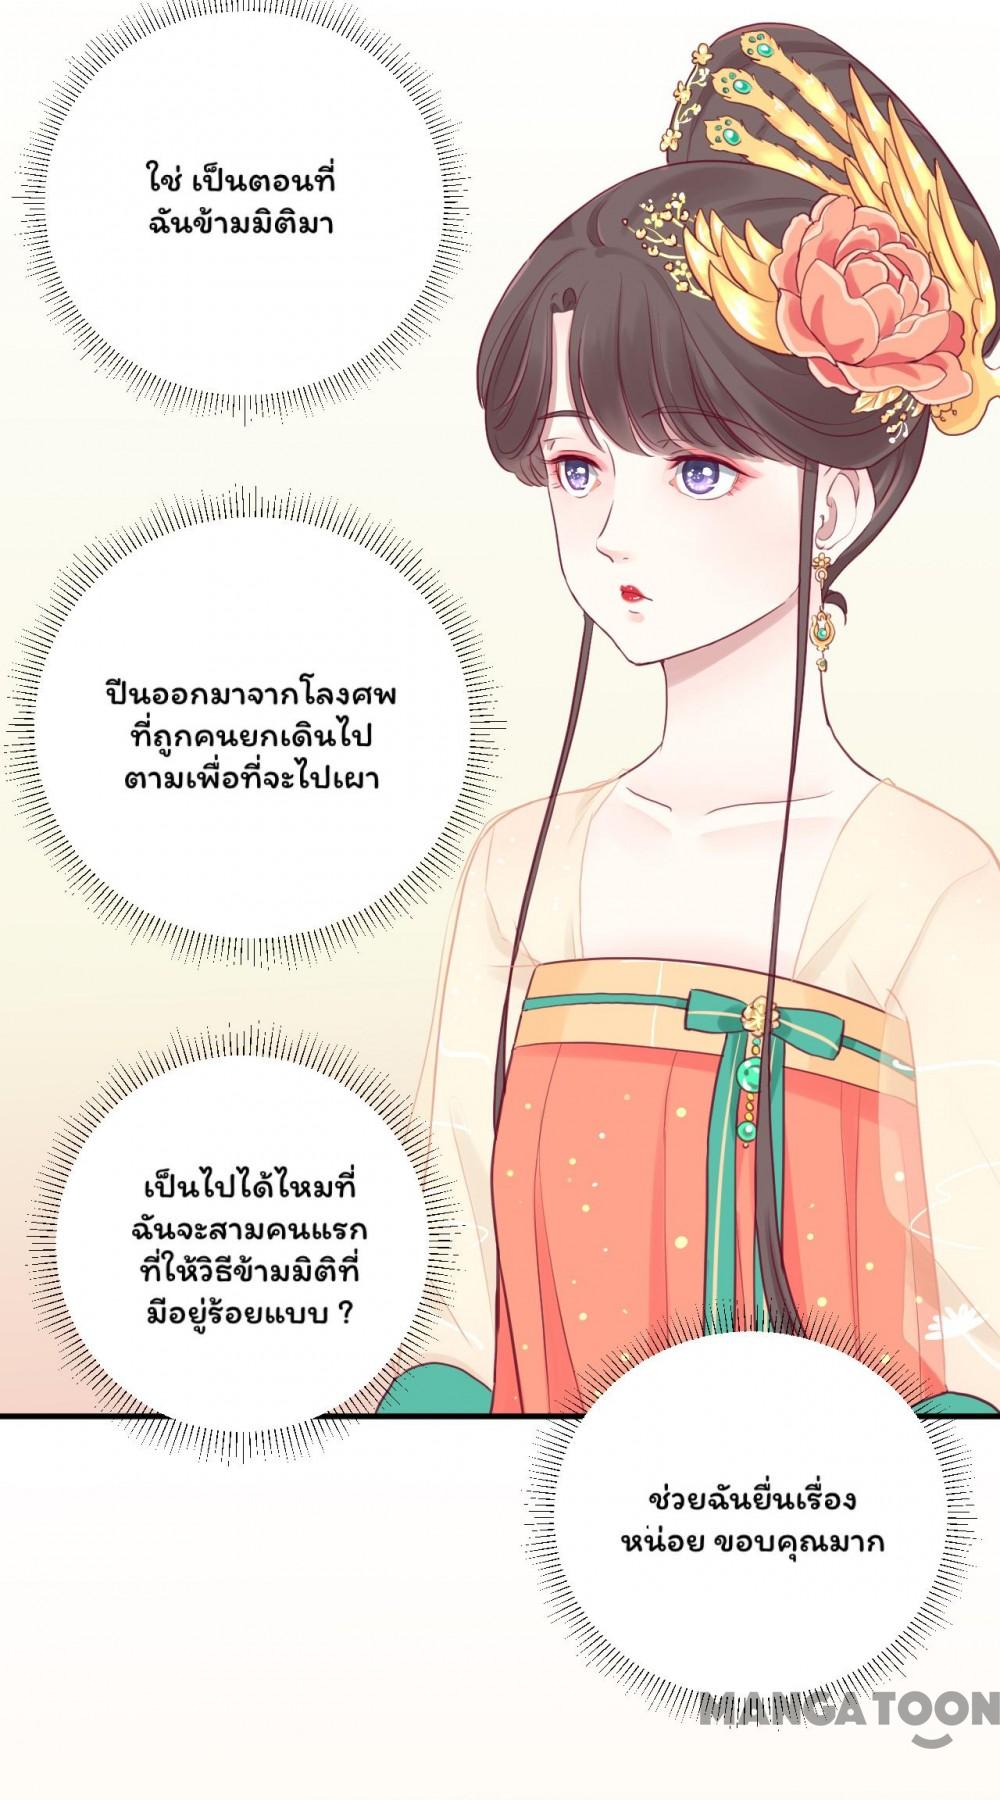 ใช่ เป็นตอนที่
ฉันข้ามมิติมา
ปีนออกมาจากโลงศพ
ที่ถูกคนยกเดินไป
ตามเพื่อที่จะไปเผา
เป็นไปได้ไหมที่
ฉันจะสามคนแรก
ที่ให้วิธีข้ามมิติที่
มีอยู่ร้อยแบบ ?
ช่วยฉันยื่นเรื่อง
หน่อย ขอบคุณมาก
MANGATOON